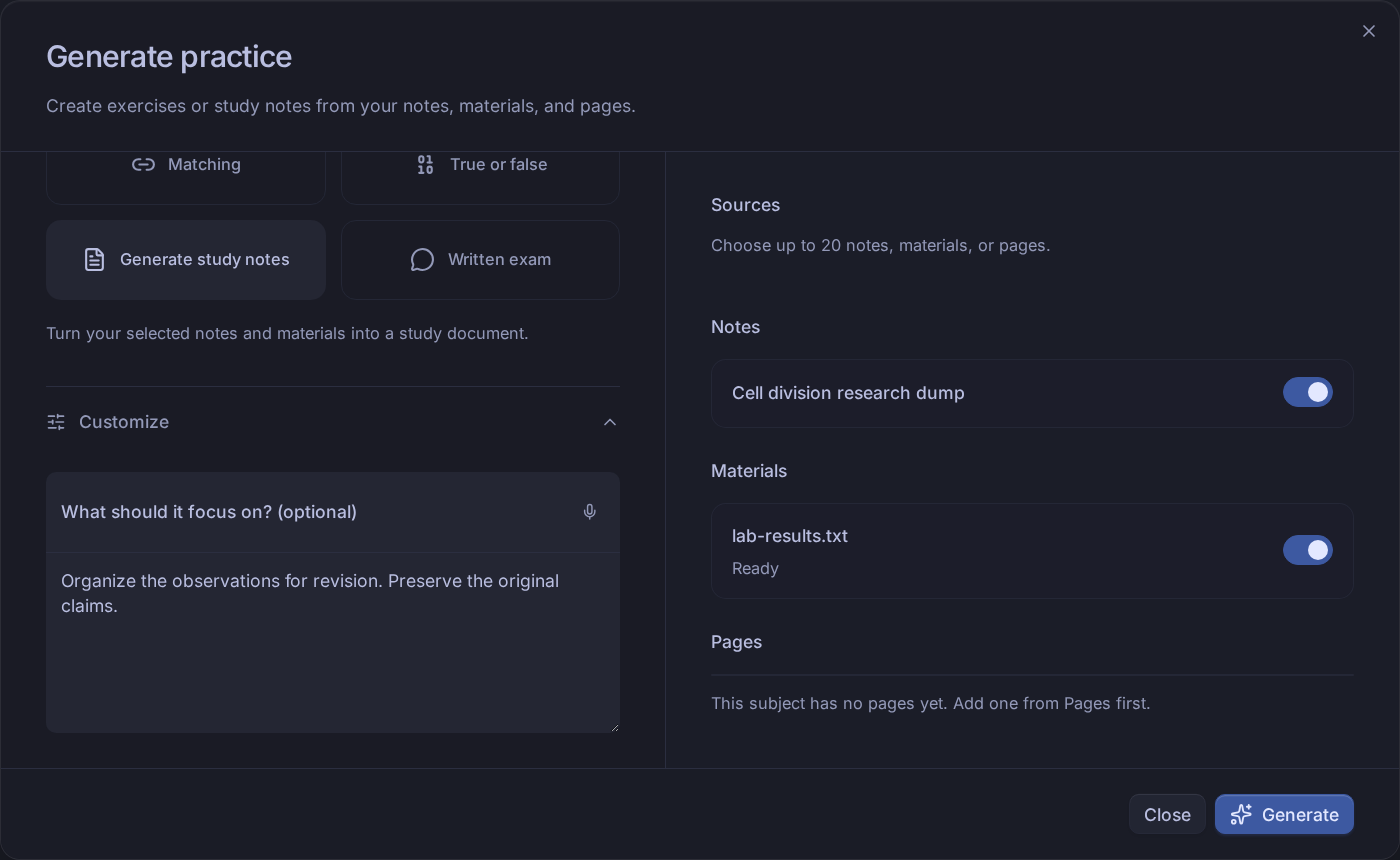 Generate practice
Create exercises or study notes from your notes, materials, and pages.
Matching
True or false
Generate study notes
Written exam
Turn your selected notes and materials into a study document.
Customize
What should it focus on? (optional)
Organize the observations for revision. Preserve the original
claims.
Sources
Choose up to 20 notes, materials, or pages.
Notes
Cell division research dump
Materials
lab-results.txt
Ready
Pages
This subject has no pages yet. Add one from Pages first.
Close
Generate